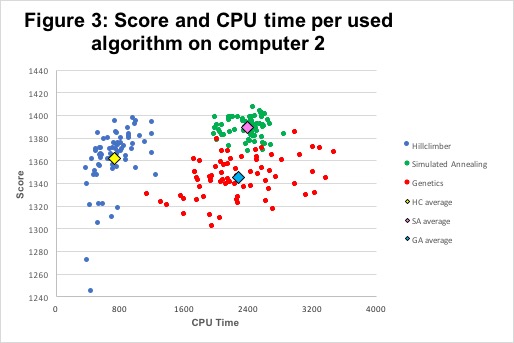 Figure 3: Score and CPU time per used
algorithm on computer 2
1440
1420
1400
1380
1360
1340
1320
1300
1280
1260
1240
Score
0 800 1600 2400 3200 4000
CPU Time
Hillclimber
Simulated Annealing
Genetics
HC average
SA average
GA average